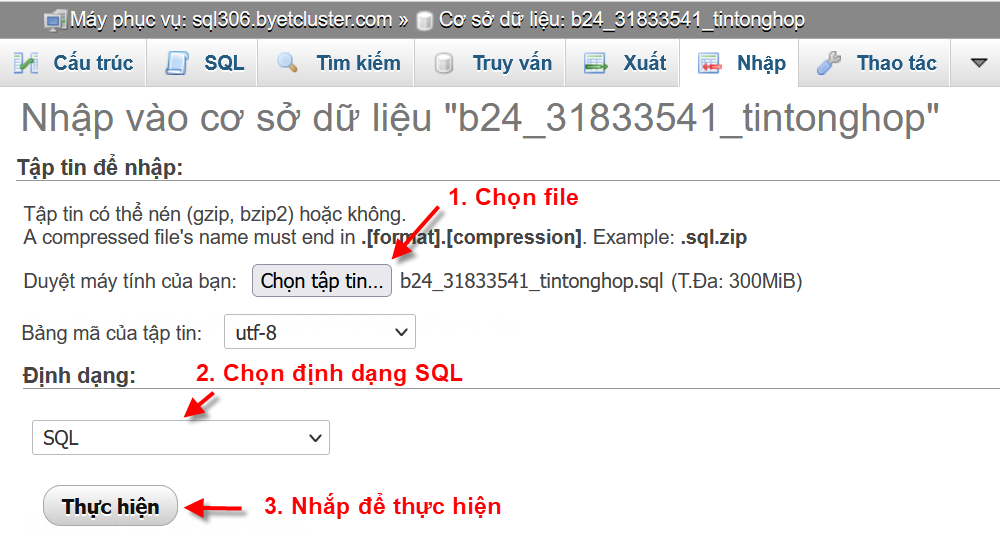 Máy phục vụ: sql306.byetcluster.com » Cơ sở dữ liệu: b24_31833541_tintonghop
Cấu trúc SQL Tìm kiếm Truy vấn Xuất Nhập Thao tác
Nhập vào cơ sở dữ liệu "b24_31833541_tintonghop"
Tập tin để nhập:
1. Chọn file
Tập tin có thể nén (gzip, bzip2) hoặc không.
A compressed file's name must end in .[format].[compression]. Example: .sql.zip
Duyệt máy tính của bạn: Chọn tập tin... b24_31833541_tintonghop.sql (T.Đa: 300MiB)
Bảng mã của tập tin: utf-8
Định dạng:
2. Chọn định dạng SQL
SQL
Thực hiện
3. Nhắp để thực hiện